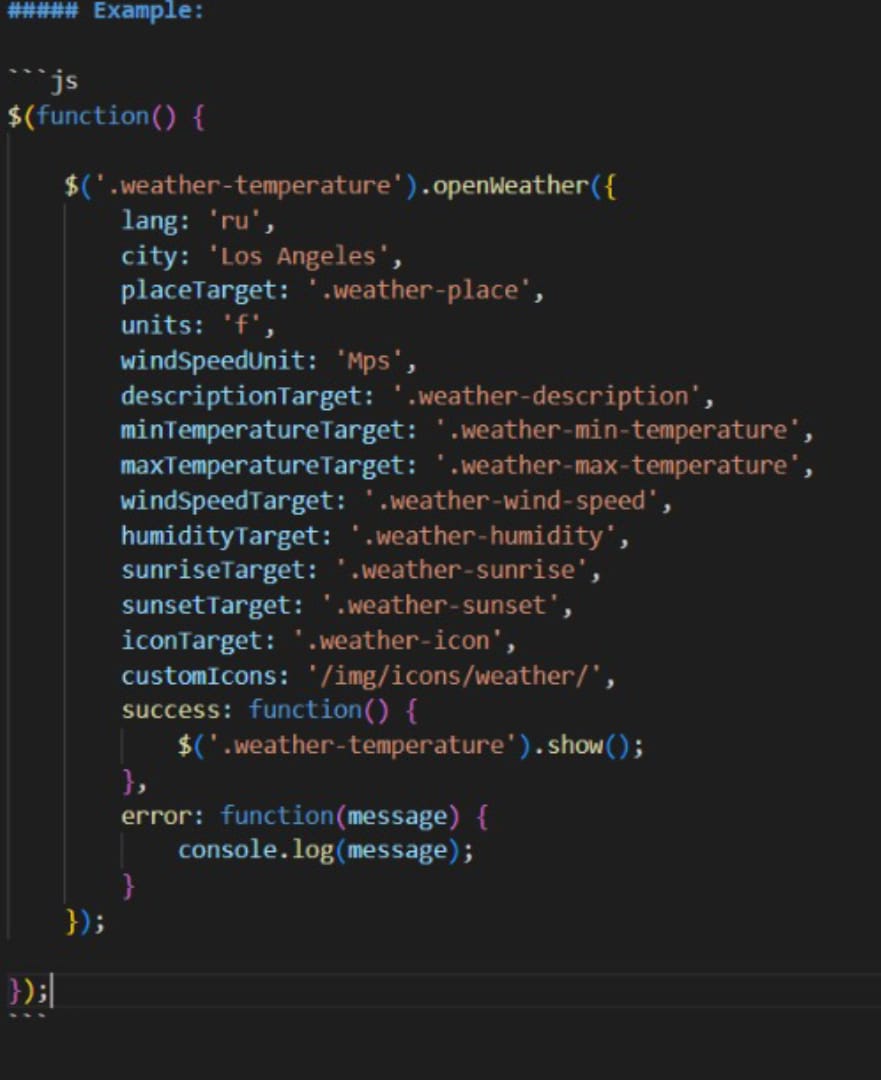 ##### Example:
```js
$(function() {
    $('.weather-temperature').openWeather({
        lang: 'ru',
        city: 'Los Angeles',
        placeTarget: '.weather-place',
        units: 'f',
        windSpeedUnit: 'Mps',
        descriptionTarget: '.weather-description',
        minTemperatureTarget: '.weather-min-temperature',
        maxTemperatureTarget: '.weather-max-temperature',
        windSpeedTarget: '.weather-wind-speed',
        humidityTarget: '.weather-humidity',
        sunriseTarget: '.weather-sunrise',
        sunsetTarget: '.weather-sunset',
        iconTarget: '.weather-icon',
        customIcons: '/img/icons/weather/',
        success: function() {
            $('.weather-temperature').show();
        },
        error: function(message) {
            console.log(message);
        }
    });
});
```